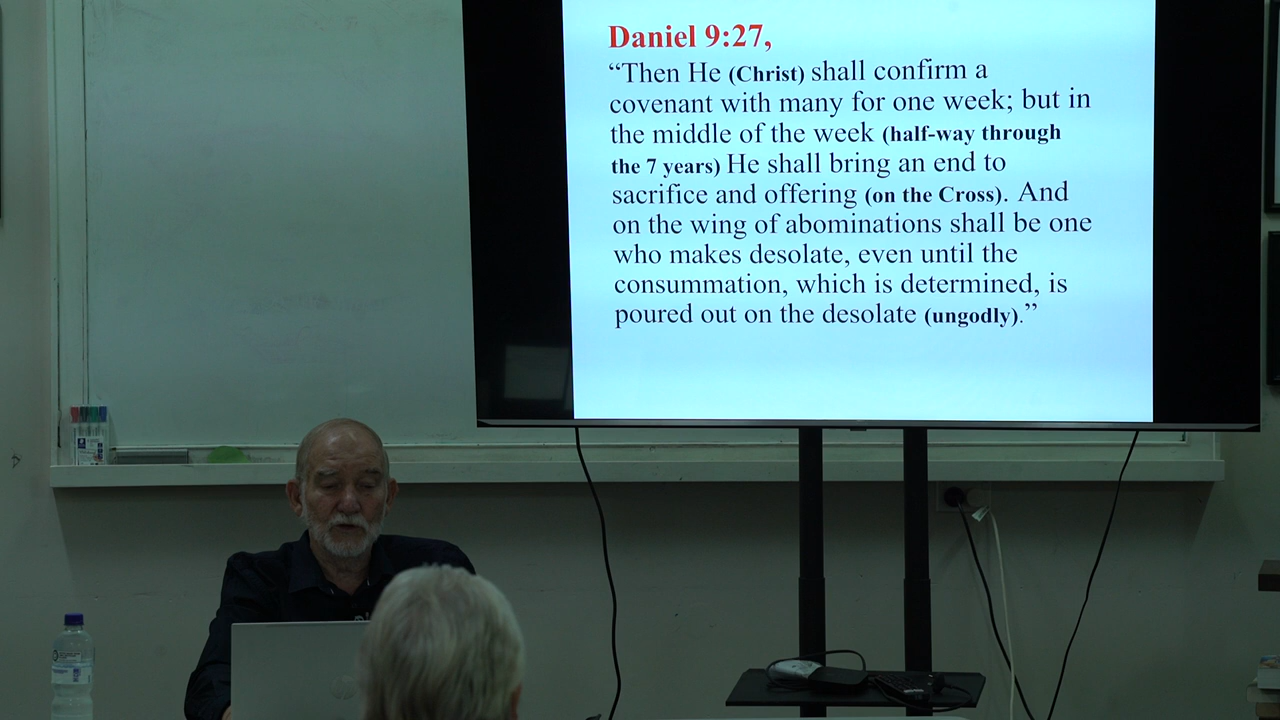 Daniel 9:27,
“Then He (Christ) shall confirm a
covenant with many for one week; but in
the middle of the week (half-way through
the 7 years) He shall bring an end to
sacrifice and offering (on the Cross). And
on the wing of abominations shall be one
who makes desolate, even until the
consummation, which is determined, is
poured out on the desolate (ungodly).”